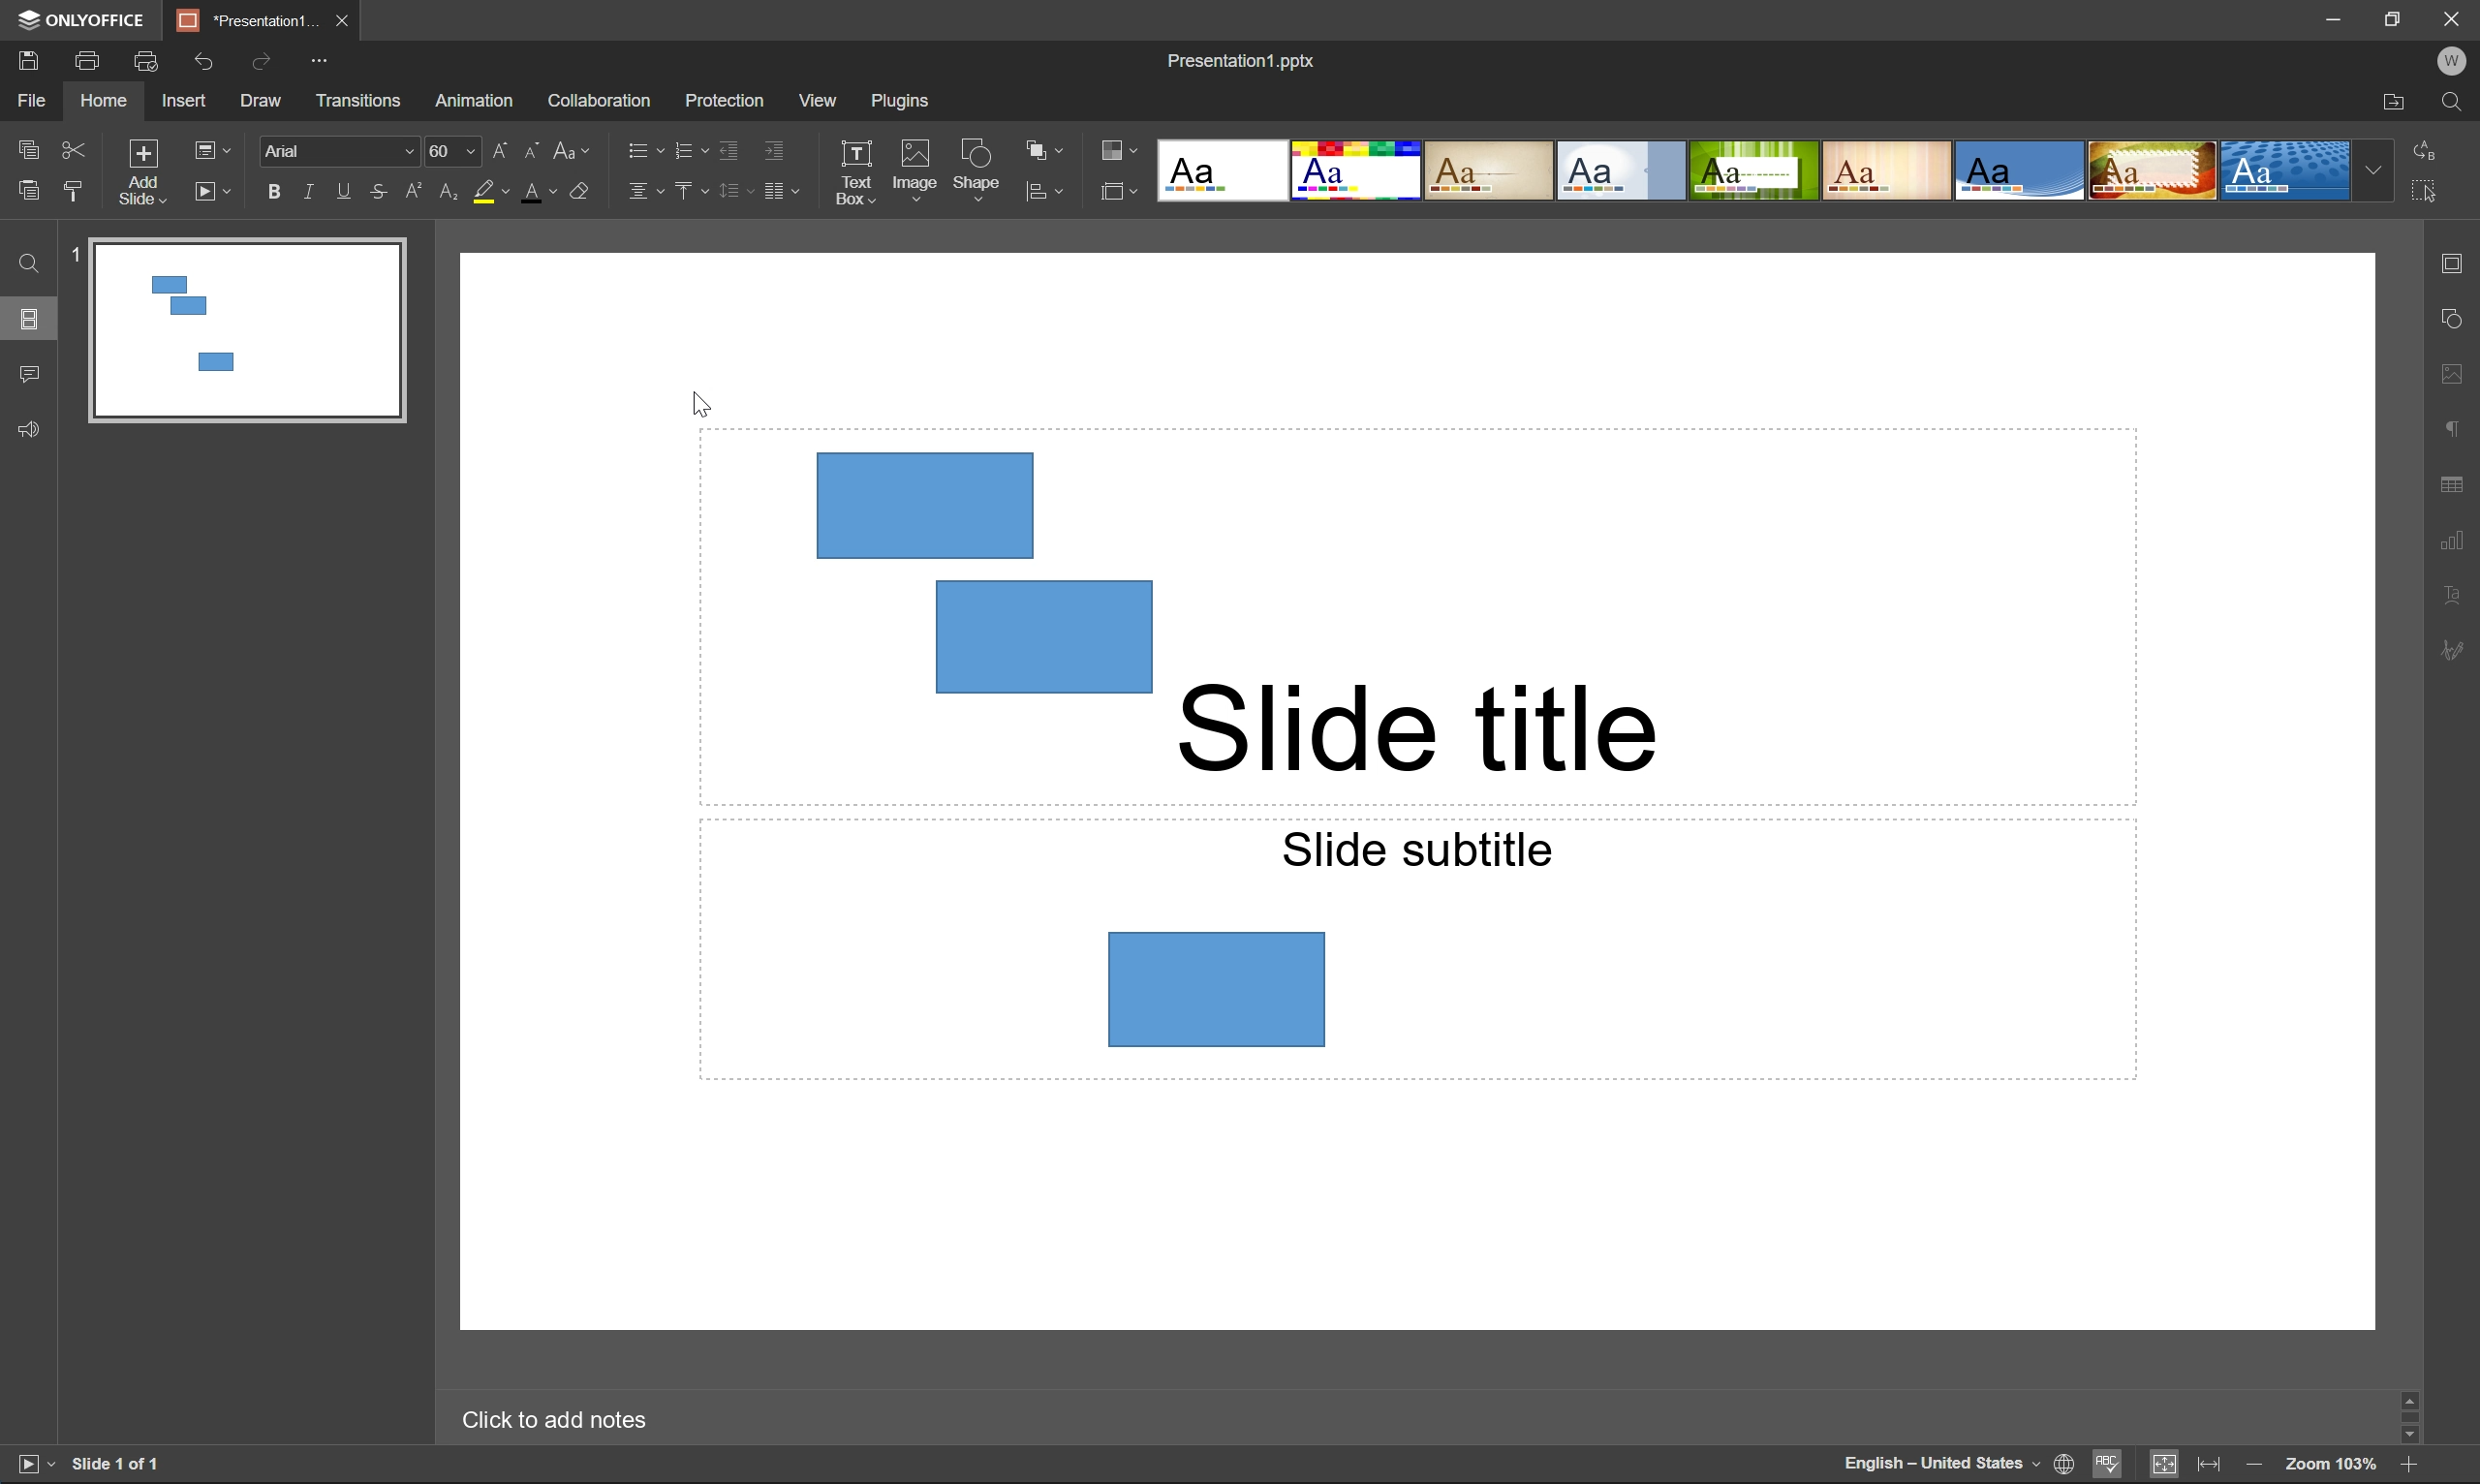 ONLYOFFICE
*Presentation1...
Presentation1.pptx
W
File Home Insert Draw Transitions Animation Collaboration Protection View Plugins
Add Slide
Arial
60
Text Box
Image
Shape
Aa Aa Aa Aa Aa Aa Aa Aa Aa
1
Slide title
Slide subtitle
Click to add notes
Slide 1 of 1
English – United States
Zoom 103%